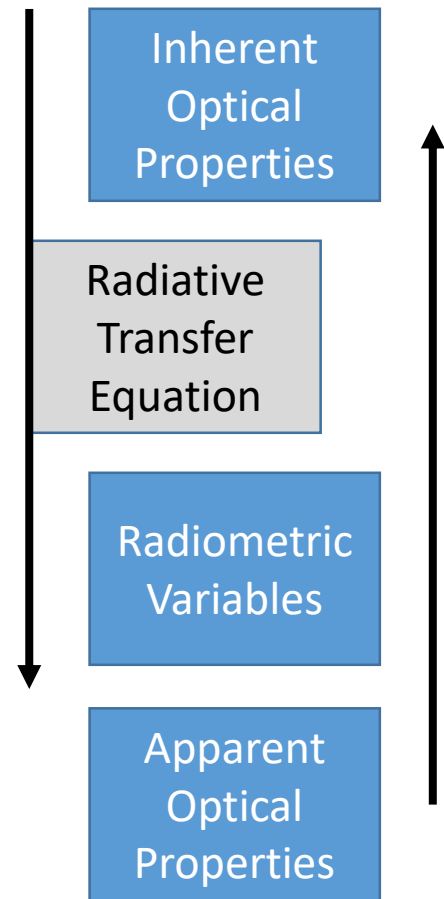 Inherent
Optical
Properties
Radiative
Transfer
Equation
Radiometric
Variables
Apparent
Optical
Properties